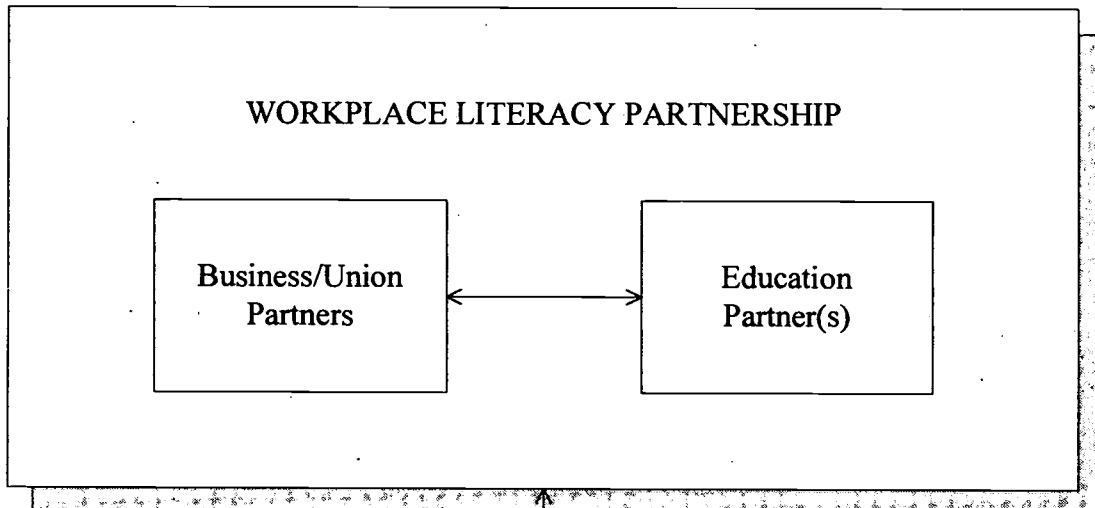 WORKPLACE LITERACY PARTNERSHIP
Business/Union
Partners
Education
Partner(s)